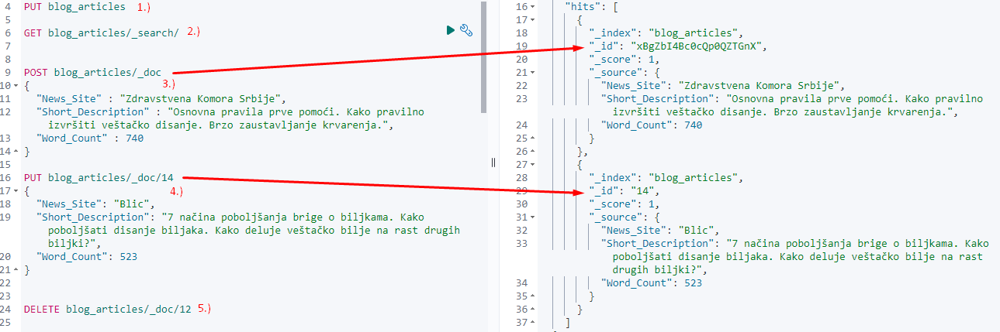 4 PUT blog_articles 1.)
5
6 GET blog_articles/_search/ 2.)
7
8
9 POST blog_articles/_doc
10 { 3.)
11 "News_Site" : "Zdravstvena Komora Srbije",
12 "Short_Description" : "Osnovna pravila prve pomoći. Kako pravilno
izvršiti veštačko disanje. Brzo zaustavljanje krvarenja.",
13 "Word_Count" : 740
14 }
15
16 PUT blog_articles/_doc/14
17 { 4.)
18 "News_Site": "Blic",
19 "Short_Description": "7 načina poboljšanja brige o biljkama. Kako
poboljšati disanje biljaka. Kako deluje veštačko bilje na rast drugih
biljki?",
20 "Word_Count": 523
21 }
22
23
24 DELETE blog_articles/_doc/12 5.)
25
16 "hits": [
17 {
18 "_index": "blog_articles",
19 "_id": "xBgZbI4Bc0cQp0QZTGnX",
20 "_score": 1,
21 "_source": {
22 "News_Site": "Zdravstvena Komora Srbije",
23 "Short_Description": "Osnovna pravila prve pomoći. Kako pravilno
izvršiti veštačko disanje. Brzo zaustavljanje krvarenja.",
24 "Word_Count": 740
25 }
26 },
27 {
28 "_index": "blog_articles",
29 "_id": "14",
30 "_score": 1,
31 "_source": {
32 "News_Site": "Blic",
33 "Short_Description": "7 načina poboljšanja brige o biljkama. Kako
poboljšati disanje biljaka. Kako deluje veštačko bilje na rast
drugih biljki?",
34 "Word_Count": 523
35 }
36 }
37 ]